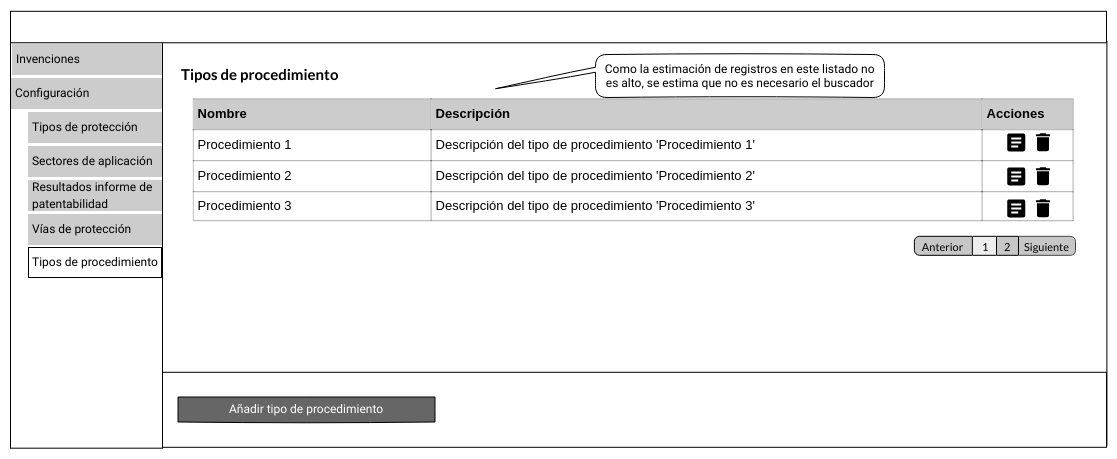 Invenciones
Configuración
Tipos de protección
Sectores de aplicación
Resultados informe de
patentabilidad
Vías de protección
Tipos de procedimiento
Tipos de procedimiento
Como la estimación de registros en este listado no
es alto, se estima que no es necesario el buscador
Nombre Descripción Acciones
Procedimiento 1 Descripción del tipo de procedimiento 'Procedimiento 1'
Procedimiento 2 Descripción del tipo de procedimiento 'Procedimiento 2'
Procedimiento 3 Descripción del tipo de procedimiento 'Procedimiento 3'
Anterior 1 2 Siguiente
Añadir tipo de procedimiento